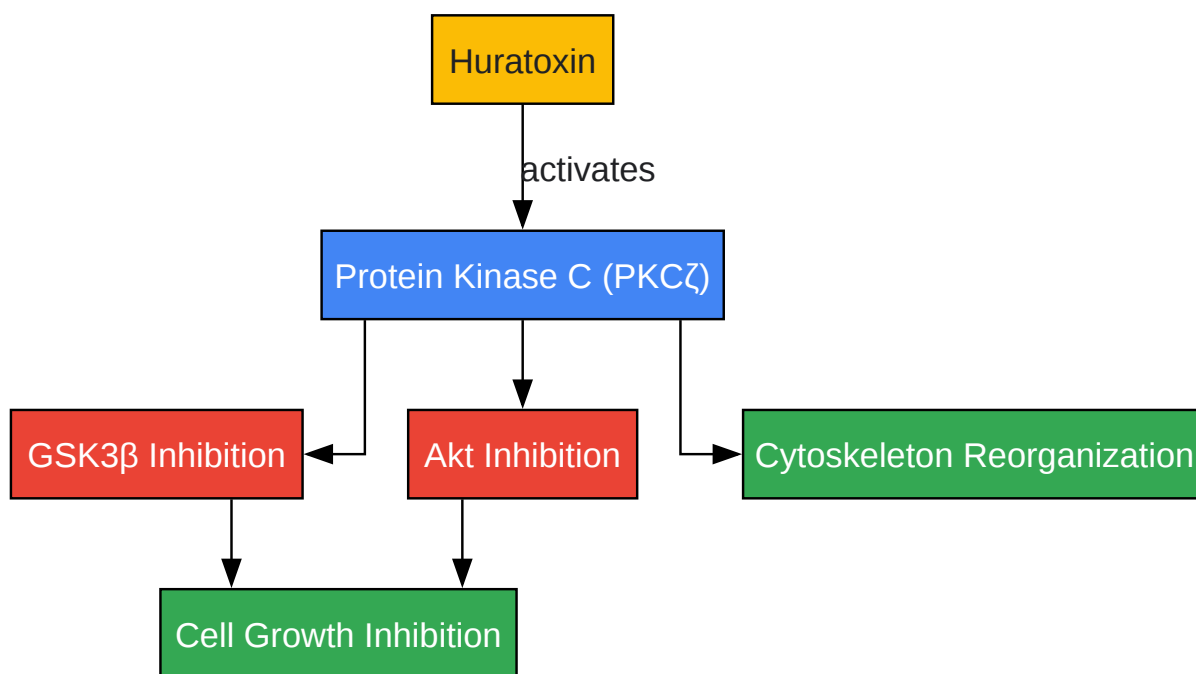 Huratoxin
activates
Protein Kinase C (PKCζ)
GSK3β Inhibition
Akt Inhibition
Cytoskeleton Reorganization
Cell Growth Inhibition